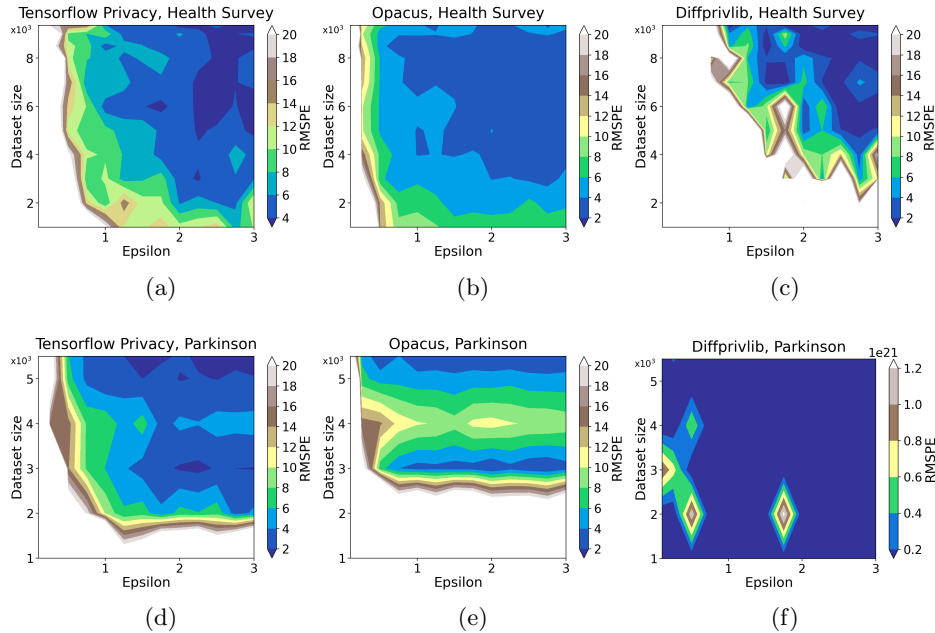 Tensorflow Privacy, Health Survey
x10³
Dataset size
8
6
4
2
1
2
3
Epsilon
20
18
16
14
12
10
8
6
4
RMSPE
(a)
Opacus, Health Survey
x10³
Dataset size
8
6
4
2
1
2
3
Epsilon
20
18
16
14
12
10
8
6
4
2
RMSPE
(b)
Diffprivlib, Health Survey
x10³
Dataset size
8
6
4
2
1
2
3
Epsilon
20
18
16
14
12
10
8
6
4
2
RMSPE
(c)
Tensorflow Privacy, Parkinson
x10³
Dataset size
5
4
3
2
1
1
2
3
Epsilon
20
18
16
14
12
10
8
6
4
2
RMSPE
(d)
Opacus, Parkinson
x10³
Dataset size
5
4
3
2
1
1
2
3
Epsilon
20
18
16
14
12
10
8
6
4
2
RMSPE
(e)
Diffprivlib, Parkinson
x10³
Dataset size
5
4
3
2
1
1
2
3
Epsilon
1e21
1.2
1.0
0.8
0.6
0.4
0.2
RMSPE
(f)